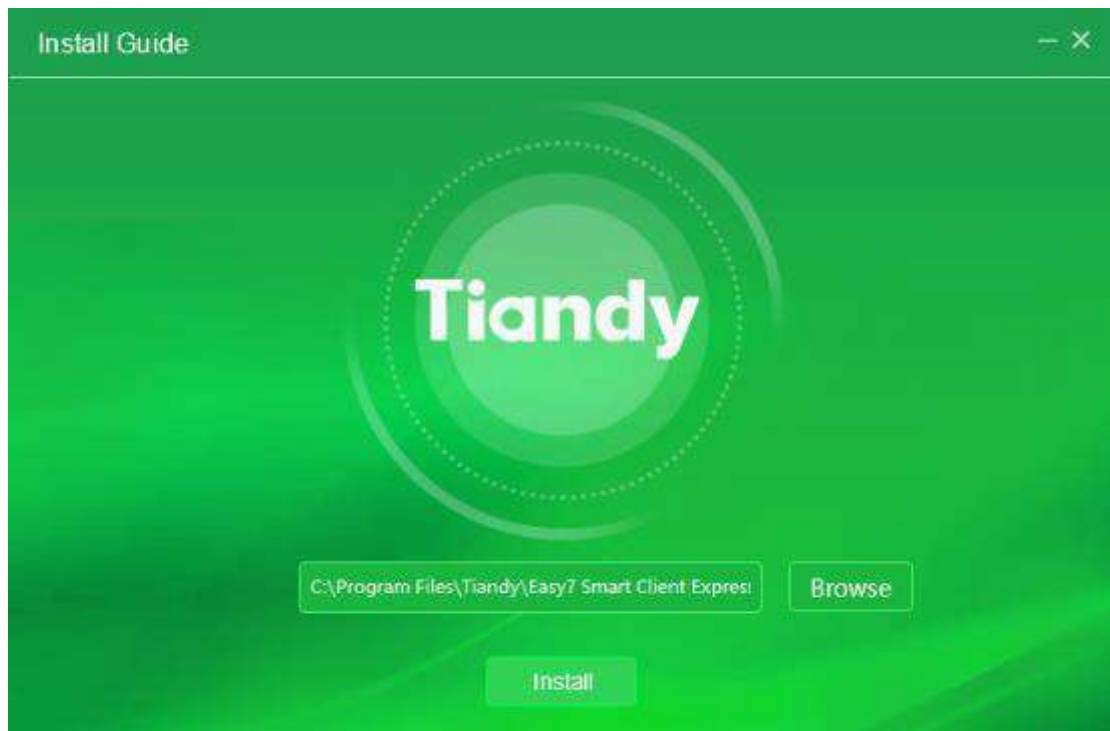 Install Guide
Tiandy
C:\Program Files\Tiandy\Easy7 Smart Client Expres
Browse
Install